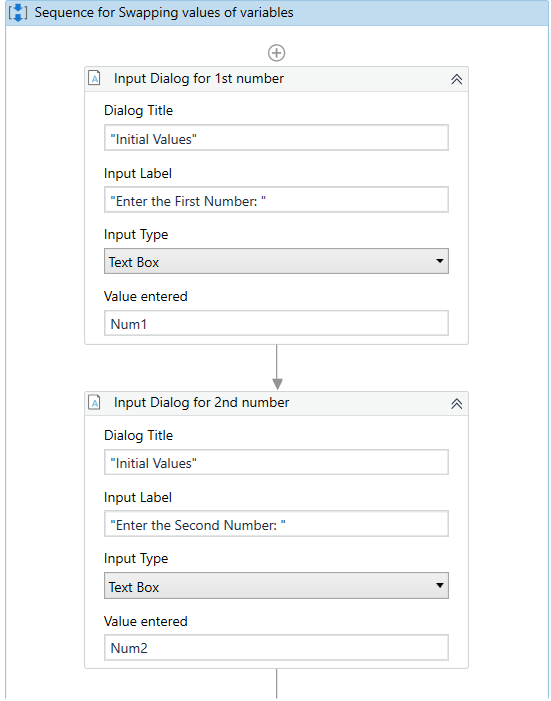 Sequence for Swapping values of variables
Input Dialog for 1st number
Dialog Title
"Initial Values"
Input Label
"Enter the First Number: "
Input Type
Text Box
Value entered
Num1
Input Dialog for 2nd number
Dialog Title
"Initial Values"
Input Label
"Enter the Second Number: "
Input Type
Text Box
Value entered
Num2